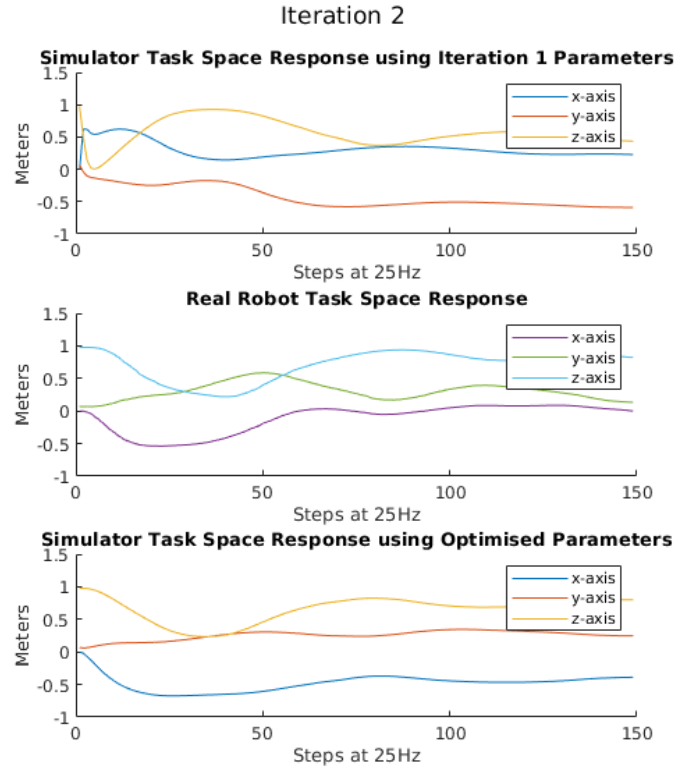 Iteration 2
Simulator Task Space Response using Iteration 1 Parameters
1.5
1
0.5
0
-0.5
-1
Meters
x-axis
y-axis
z-axis
0 50 100 150
Steps at 25Hz
Real Robot Task Space Response
1.5
1
0.5
0
-0.5
-1
Meters
x-axis
y-axis
z-axis
0 50 100 150
Steps at 25Hz
Simulator Task Space Response using Optimised Parameters
1.5
1
0.5
0
-0.5
-1
Meters
x-axis
y-axis
z-axis
0 50 100 150
Steps at 25Hz